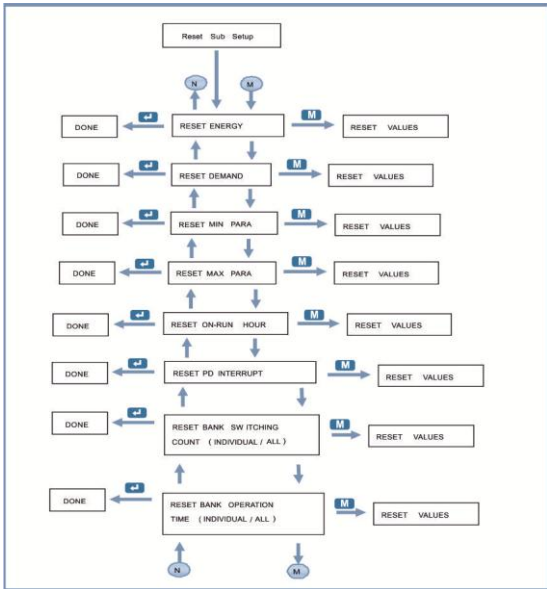 Reset Sub Setup
N
M
DONE
↵
RESET ENERGY
M
RESET VALUES
DONE
↵
RESET DEMAND
M
RESET VALUES
DONE
↵
RESET MIN PARA
M
RESET VALUES
DONE
↵
RESET MAX PARA
M
RESET VALUES
DONE
↵
RESET ON-RUN HOUR
M
RESET VALUES
DONE
↵
RESET PD INTERRUPT
M
RESET VALUES
DONE
↵
RESET BANK SW ITCHING
COUNT ( INDIVIDUAL / ALL )
M
RESET VALUES
DONE
↵
RESET BANK OPERATION
TIME ( INDIVIDUAL / ALL )
M
RESET VALUES
N
M